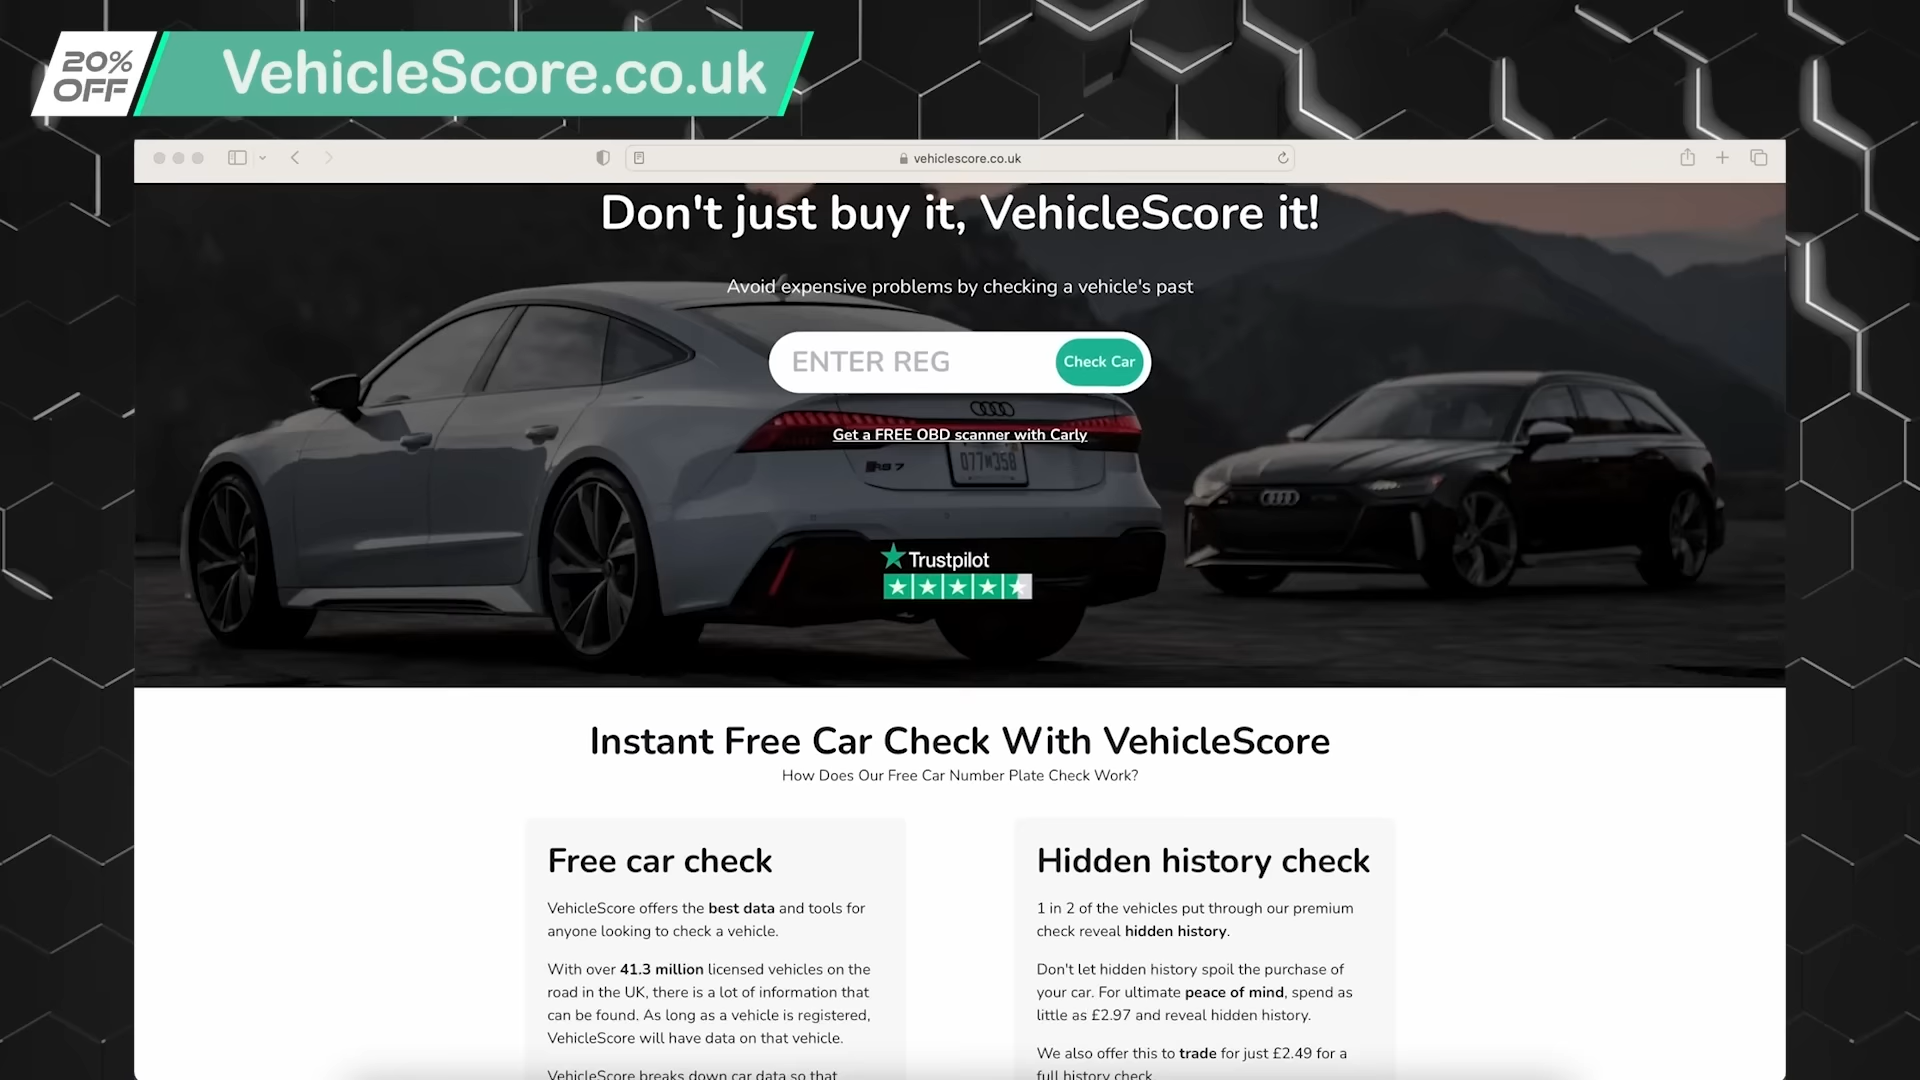 20%
OFF
VehicleScore.co.uk
vehiclescore.co.uk
Don't just buy it, VehicleScore it!
Avoid expensive problems by checking a vehicle's past
ENTER REG
Check Car
Get a FREE OBD scanner with Carly
RS 7
Trustpilot
Instant Free Car Check With VehicleScore
How Does Our Free Car Number Plate Check Work?
Free car check
VehicleScore offers the best data and tools for
anyone looking to check a vehicle.
With over 41.3 million licensed vehicles on the
road in the UK, there is a lot of information that
can be found. As long as a vehicle is registered,
VehicleScore will have data on that vehicle.
VehicleScore breaks down car data so that
Hidden history check
1 in 2 of the vehicles put through our premium
check reveal hidden history.
Don't let hidden history spoil the purchase of
your car. For ultimate peace of mind, spend as
little as £2.97 and reveal hidden history.
We also offer this to trade for just £2.49 for a
full history check.